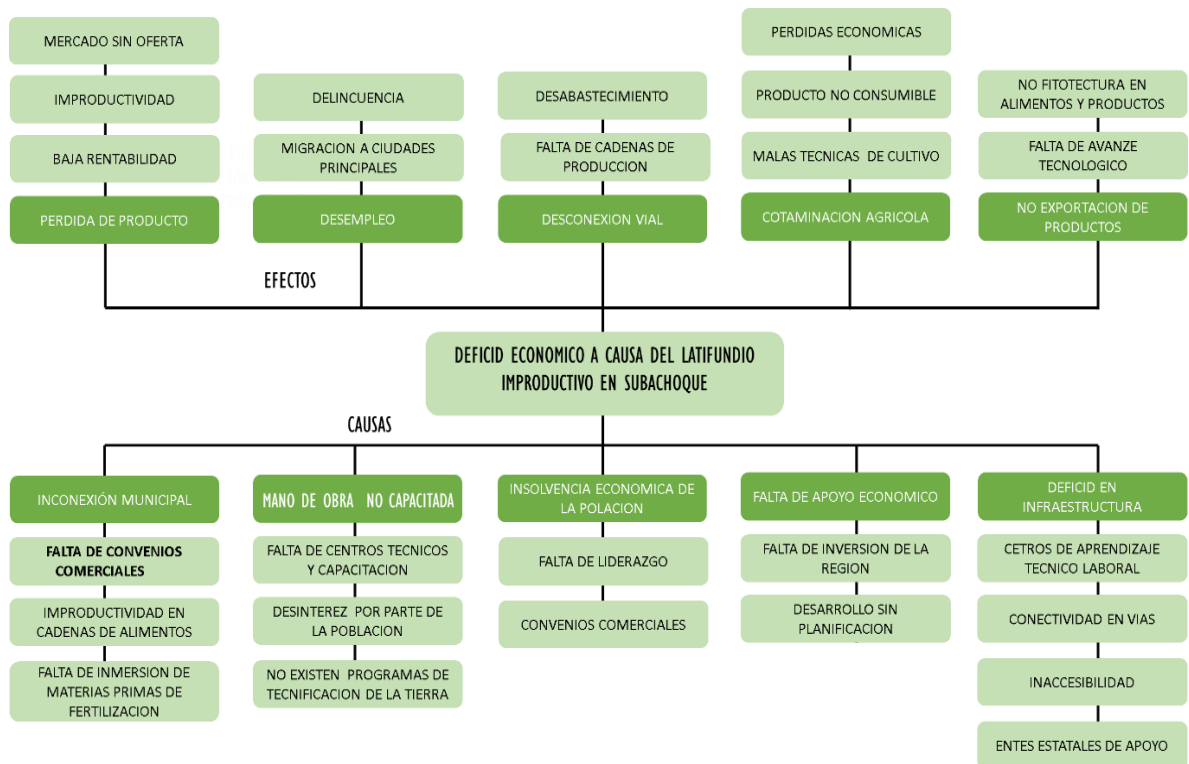 MERCADO SIN OFERTA
IMPRODUCTIVIDAD
BAJA RENTABILIDAD
PERDIDA DE PRODUCTO
DELINCUENCIA
MIGRACION A CIUDADES
PRINCIPALES
DESEMPLEO
DESABASTECIMIENTO
FALTA DE CADENAS DE
PRODUCCION
DESCONEXION VIAL
PERDIDAS ECONOMICAS
PRODUCTO NO CONSUMIBLE
MALAS TECNICAS DE CULTIVO
COTAMINACION AGRICOLA
NO FITOTECTURA EN
ALIMENTOS Y PRODUCTOS
FALTA DE AVANZE
TECNOLOGICO
NO EXPORTACION DE
PRODUCTOS
EFECTOS
DEFICID ECONOMICO A CAUSA DEL LATIFUNDIO
IMPRODUCTIVO EN SUBACHOQUE
CAUSAS
INCONEXIÓN MUNICIPAL
FALTA DE CONVENIOS
COMERCIALES
IMPRODUCTIVIDAD EN
CADENAS DE ALIMENTOS
FALTA DE INMERSION DE
MATERIAS PRIMAS DE
FERTILIZACION
MANO DE OBRA NO CAPACITADA
FALTA DE CENTROS TECNICOS
Y CAPACITACION
DESINTEREZ POR PARTE DE
LA POBLACION
NO EXISTEN PROGRAMAS DE
TECNIFICACION DE LA TIERRA
INSOLVENCIA ECONOMICA DE
LA POLACION
FALTA DE LIDERAZGO
CONVENIOS COMERCIALES
FALTA DE APOYO ECONOMICO
FALTA DE INVERSION DE LA
REGION
DESARROLLO SIN
PLANIFICACION
DEFICID EN
INFRAESTRUCTURA
CETROS DE APRENDIZAJE
TECNICO LABORAL
CONECTIVIDAD EN VIAS
INACCESIBILIDAD
ENTES ESTATALES DE APOYO